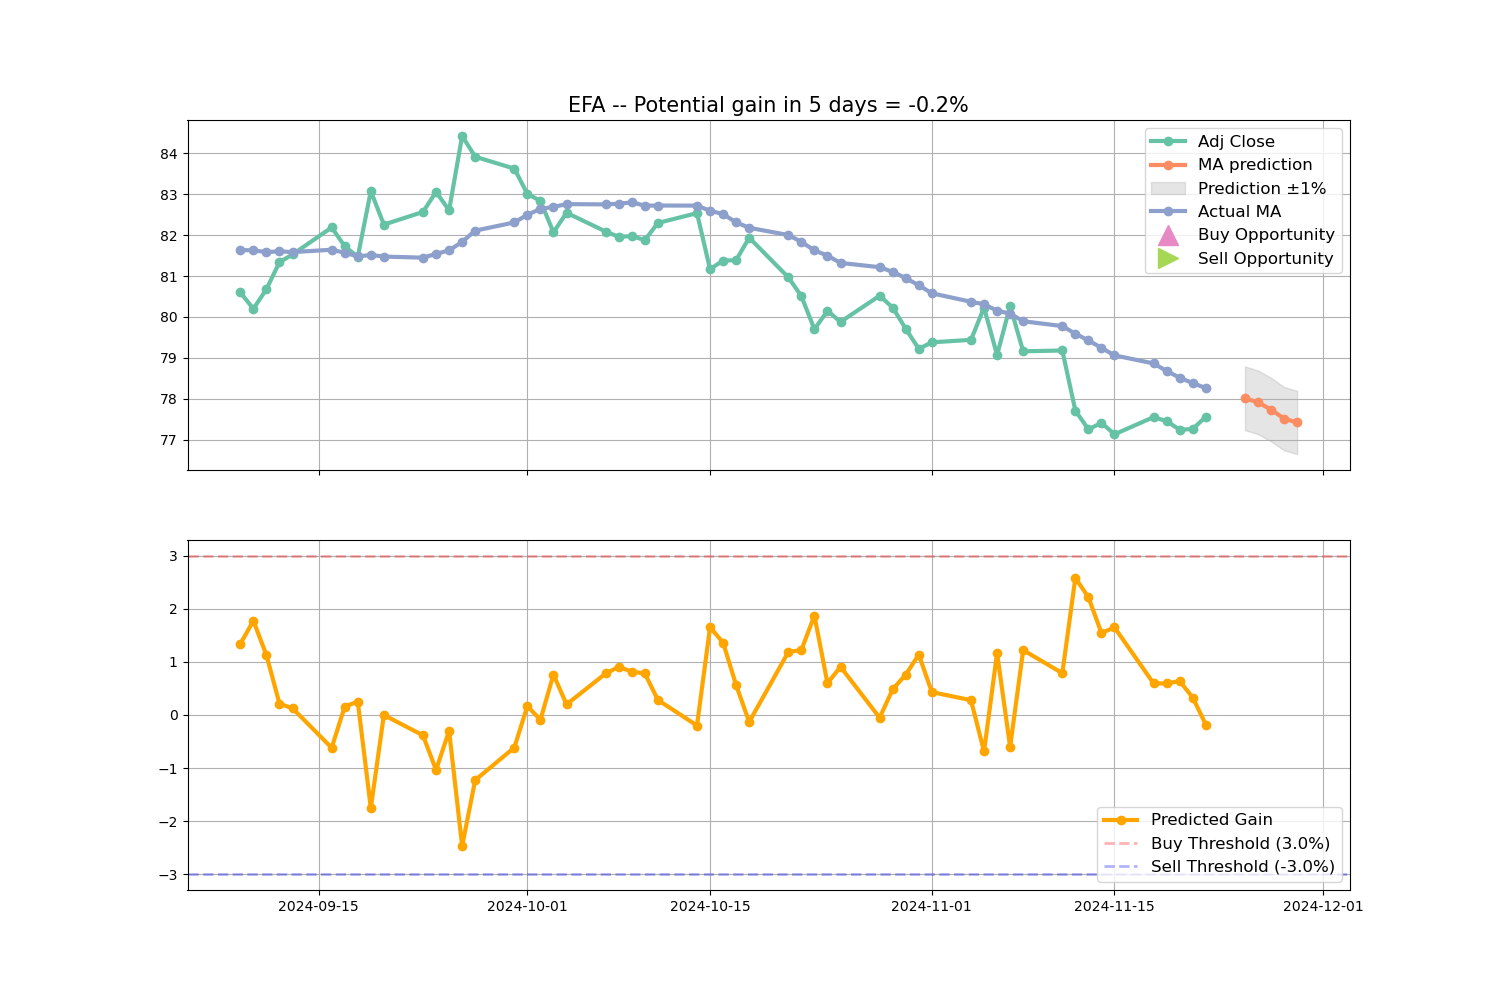 EFA -- Potential gain in 5 days = -0.2%
84
83
82
81
80
79
78
77
Adj Close
MA prediction
Prediction ±1%
Actual MA
Buy Opportunity
Sell Opportunity
3
2
1
0
−1
−2
−3
Predicted Gain
Buy Threshold (3.0%)
Sell Threshold (-3.0%)
2024-09-15
2024-10-01
2024-10-15
2024-11-01
2024-11-15
2024-12-01